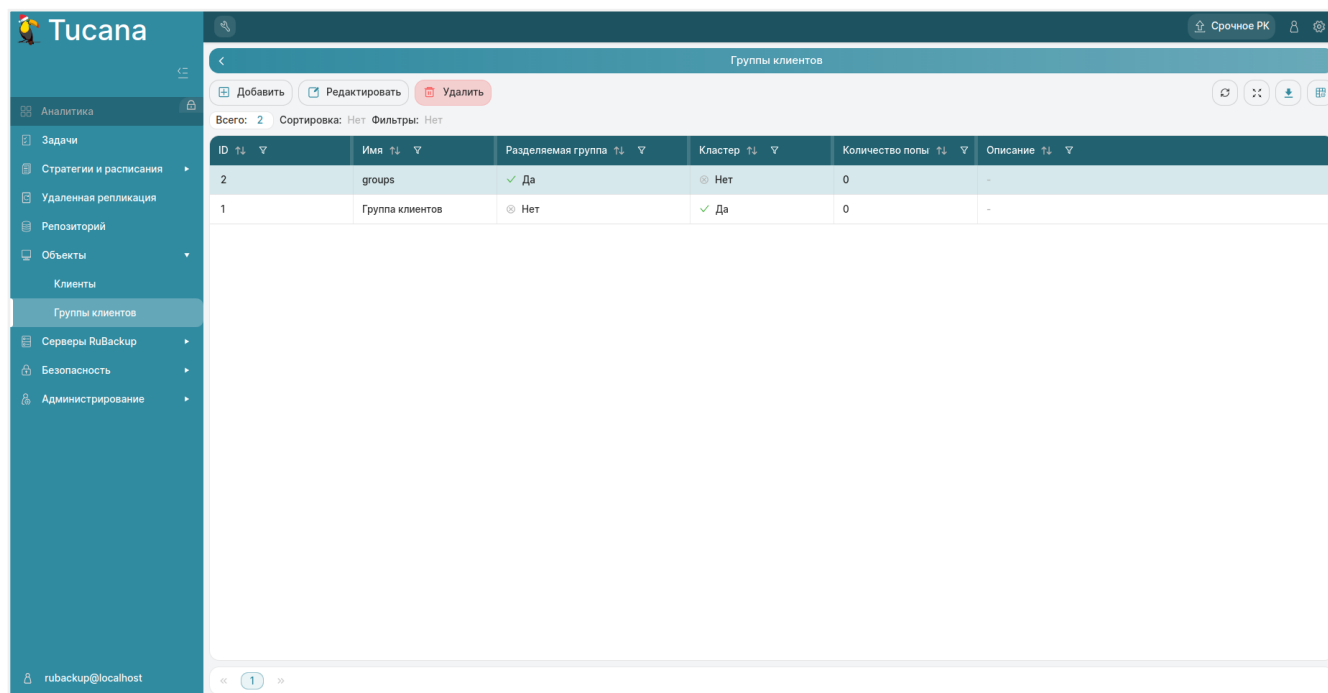 Tucana
Срочное РК
Группы клиентов
Добавить Редактировать Удалить
Всего: 2 Сортировка: Нет Фильтры: Нет
ID Имя Разделяемая группа Кластер Количество попы Описание
2 groups Да Нет 0 -
1 Группа клиентов Нет Да 0 -
Аналитика
Задачи
Стратегии и расписания
Удаленная репликация
Репозиторий
Объекты
Клиенты
Группы клиентов
Серверы RuBackup
Безопасность
Администрирование
rubackup@localhost
« 1 »